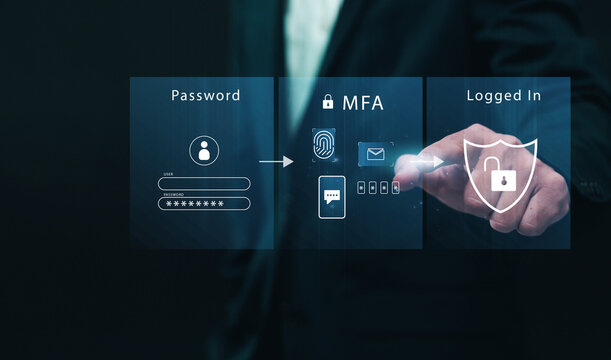 Password
USER
PASSWORD
********
MFA
****
Logged In